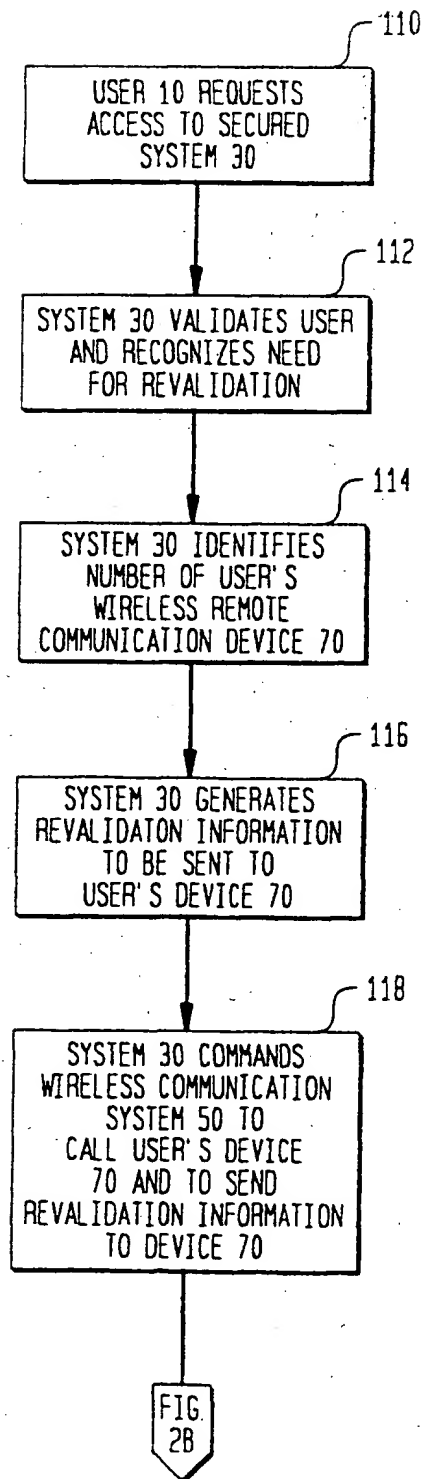 110
USER 10 REQUESTS
ACCESS TO SECURED
SYSTEM 30
112
SYSTEM 30 VALIDATES USER
AND RECOGNIZES NEED
FOR REVALIDATION
114
SYSTEM 30 IDENTIFIES
NUMBER OF USER'S
WIRELESS REMOTE
COMMUNICATION DEVICE 70
116
SYSTEM 30 GENERATES
REVALIDATON INFORMATION
TO BE SENT TO
USER'S DEVICE 70
118
SYSTEM 30 COMMANDS
WIRELESS COMMUNICATION
SYSTEM 50 TO
CALL USER'S DEVICE
70 AND TO SEND
REVALIDATION INFORMATION
TO DEVICE 70
FIG.
2B